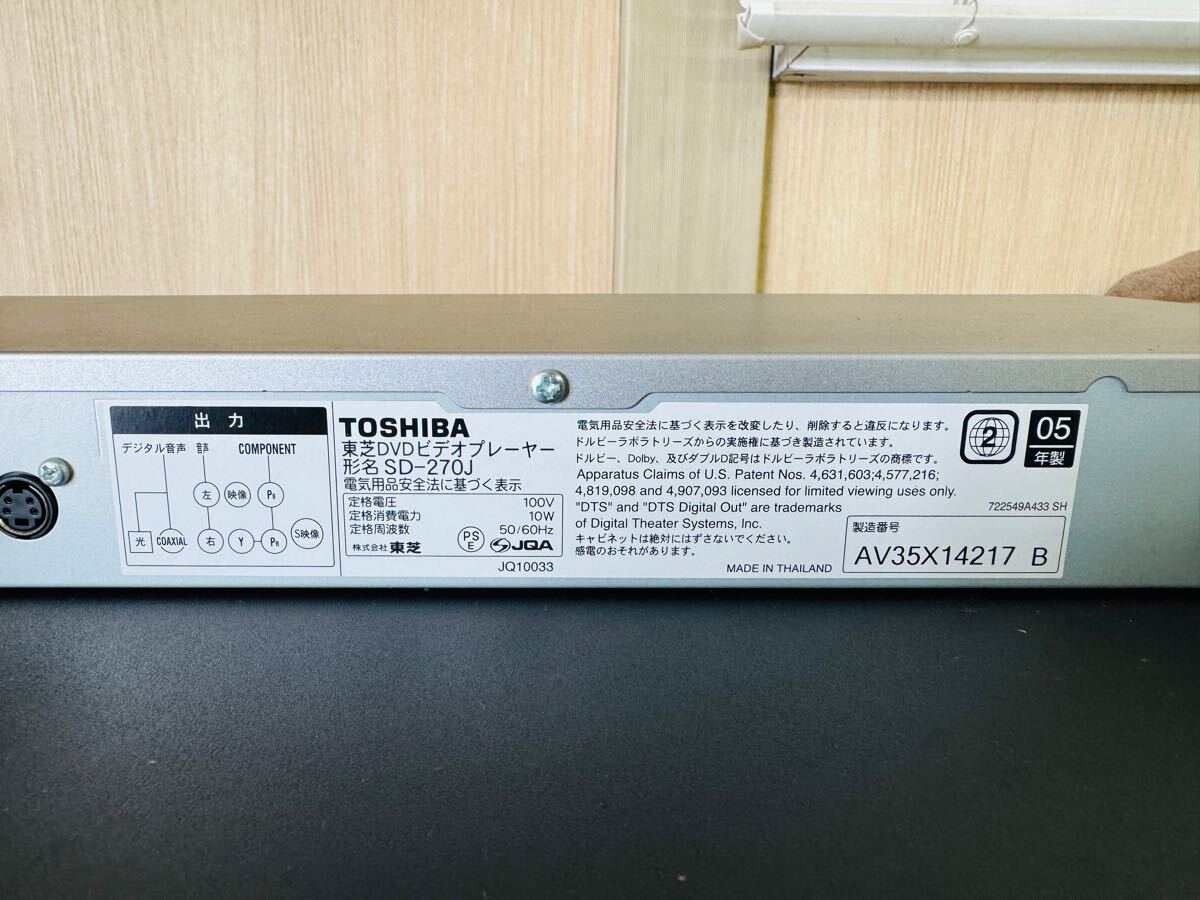 出力
デジタル音声 音声 COMPONENT
左 映像 PB
光 COAXIAL 右 Y PR S映像
TOSHIBA
東芝DVDビデオプレーヤー
形名 SD-270J
電気用品安全法に基づく表示
定格電圧 100V
定格消費電力 10W
定格周波数 50/60Hz
株式会社 東芝 PSE JQA
JQ10033
電気用品安全法に基づく表示を改変したり、削除すると違反になります。
ドルビーラボラトリーズからの実施権に基づき製造されています。
ドルビー、Dolby、及びダブルD記号はドルビーラボラトリーズの商標です。
Apparatus Claims of U.S. Patent Nos. 4,631,603;4,577,216;
4,819,098 and 4,907,093 licensed for limited viewing uses only.
"DTS" and "DTS Digital Out" are trademarks
of Digital Theater Systems, Inc.
キャビネットは絶対にはずさないでください。
感電のおそれがあります。
MADE IN THAILAND
2
05
年製
722549A433 SH
製造番号
AV35X14217 B